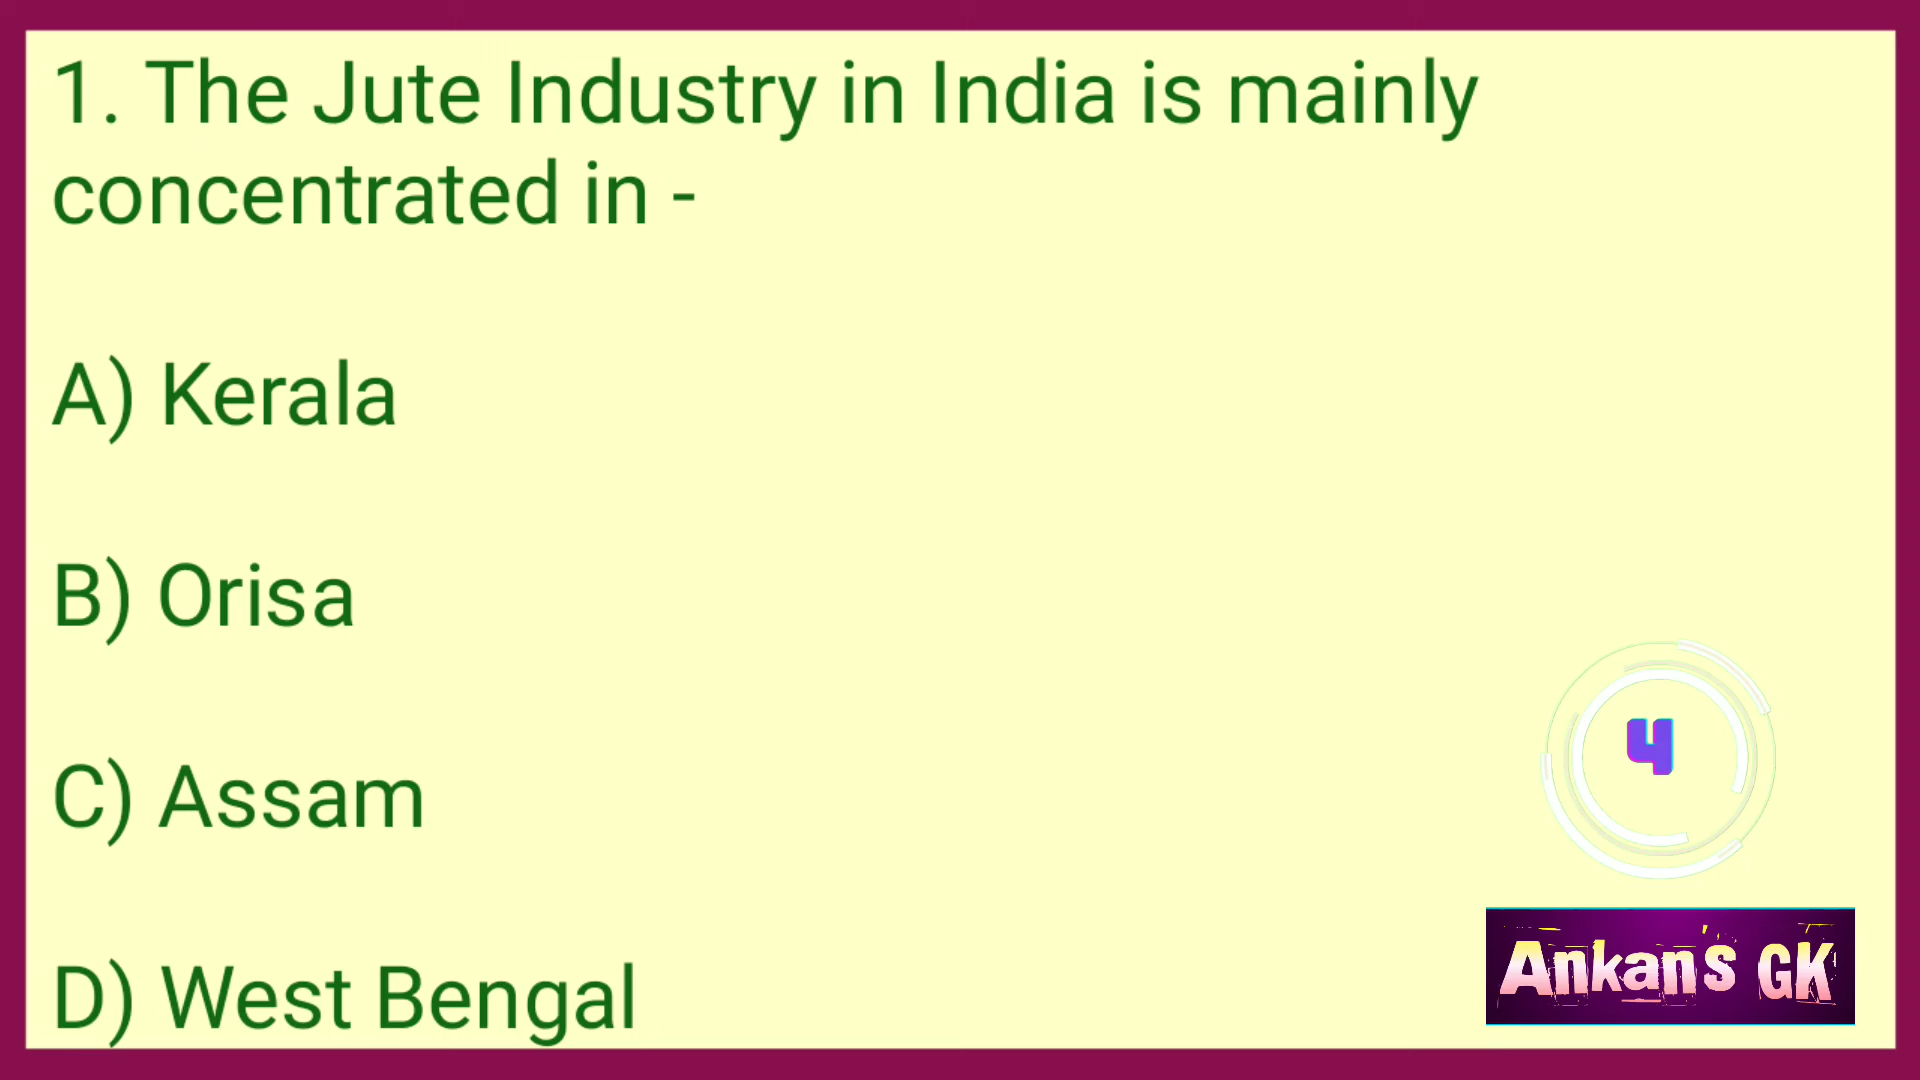 1. The Jute Industry in India is mainly
concentrated in -
A) Kerala
B) Orisa
C) Assam
D) West Bengal
4
Ankan's GK